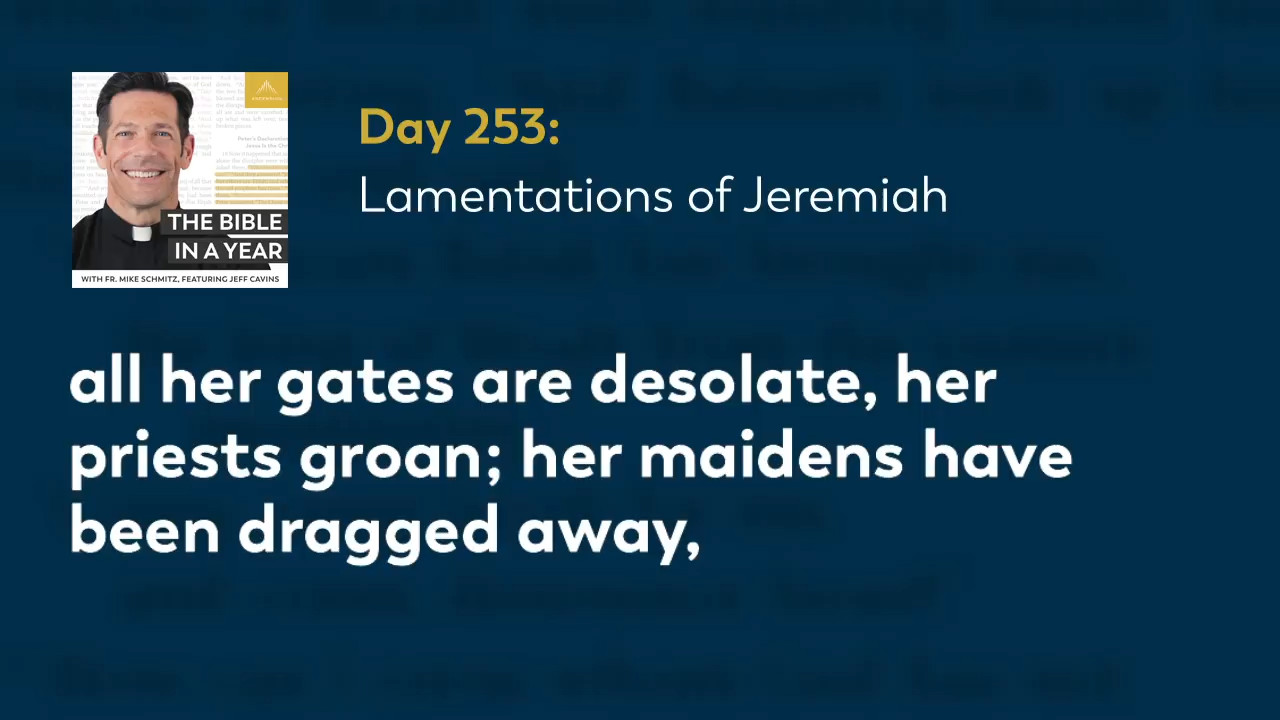 Day 253:
Lamentations of Jeremiah
THE BIBLE
IN A YEAR
WITH FR. MIKE SCHMITZ, FEATURING JEFF CAVINS
all her gates are desolate, her
priests groan; her maidens have
been dragged away,